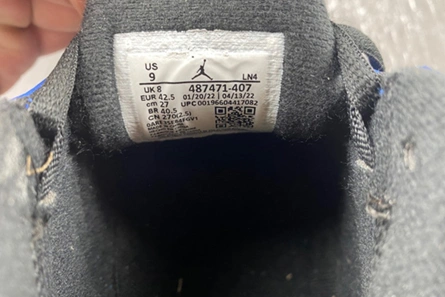 US
9
LN4
UK 8 487471-407
EUR 42.5 01/20/22 | 04/13/22
cm 27 UPC 00196604417082
BR 40.5
CN 270(2.5)